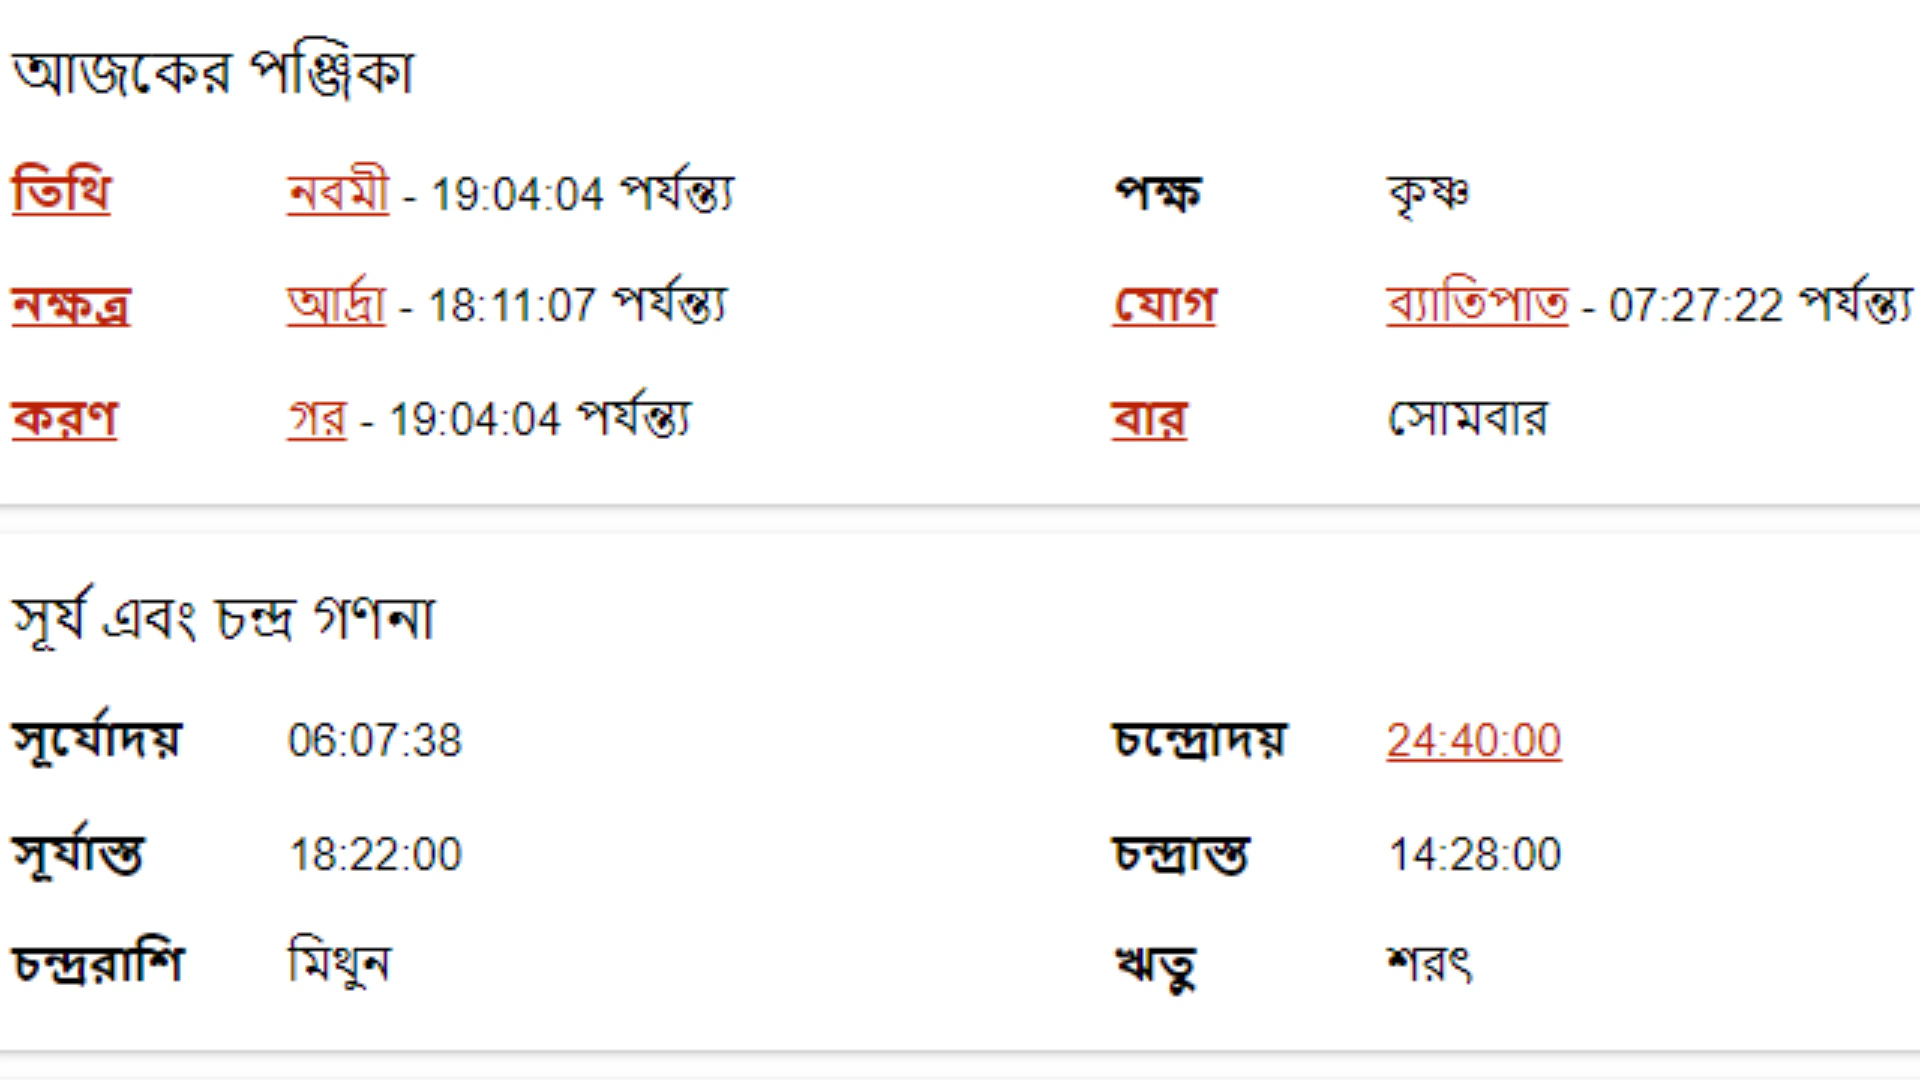 আজকের পঞ্জিকা
তিথি নবমী - 19:04:04 পর্যন্ত্য পক্ষ কৃষ্ণ
নক্ষত্র আর্দ্রা - 18:11:07 পর্যন্ত্য যোগ ব্যাতিপাত - 07:27:22 পর্যন্ত্য
করণ গর - 19:04:04 পর্যন্ত্য বার সোমবার
সূর্য এবং চন্দ্র গণনা
সূর্যোদয় 06:07:38 চন্দ্রোদয় 24:40:00
সূর্যাস্ত 18:22:00 চন্দ্রাস্ত 14:28:00
চন্দ্ররাশি মিথুন ঋতু শরৎ